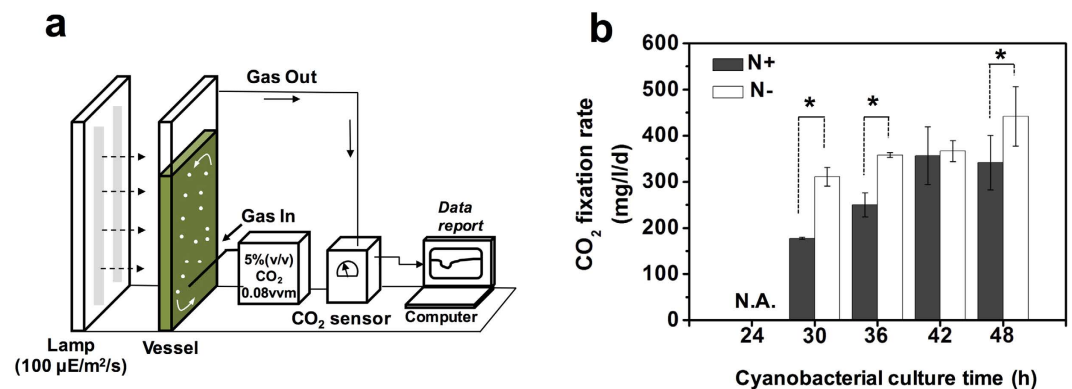 a
Gas Out
Gas In
5%(v/v)
CO₂
0.08vvm
Data
report
CO₂ sensor
Computer
Lamp
(100 μE/m²/s)
Vessel
b
CO₂ fixation rate
(mg/l/d)
600
500
400
300
200
100
0
N+
N-
*
*
*
N.A.
24 30 36 42 48
Cyanobacterial culture time (h)